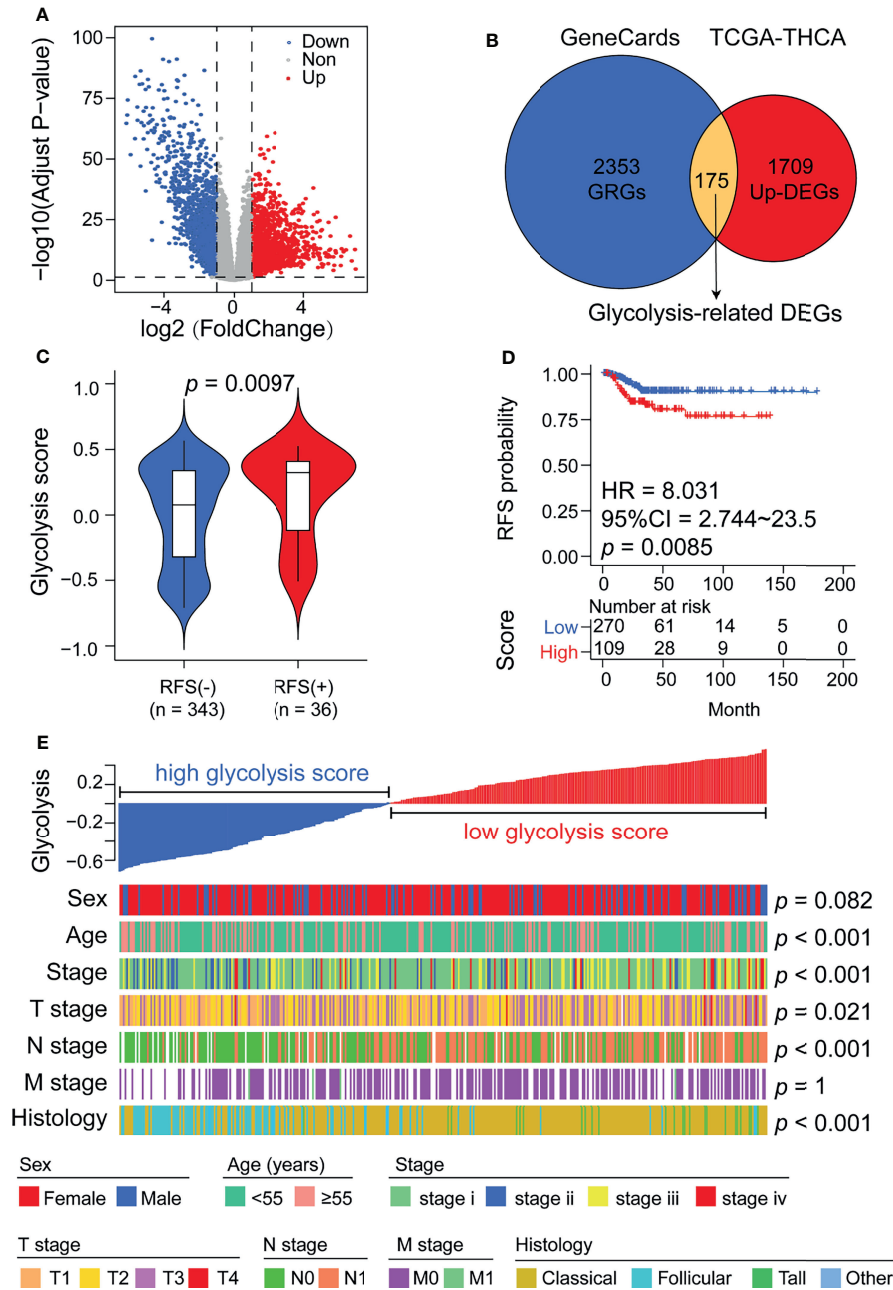 A
−log10(Adjust P−value)
100
75
50
25
0
Down
Non
Up
−4
0
4
log2 (FoldChange)
B
GeneCards
TCGA-THCA
2353
GRGs
175
1709
Up-DEGs
Glycolysis-related DEGs
C
Glycolysis score
1.0
0.5
0.0
−0.5
−1.0
p = 0.0097
RFS(-)
(n = 343)
RFS(+)
(n = 36)
D
RFS probability
1.00
0.75
0.50
0.25
0.00
HR = 8.031
95%CI = 2.744~23.5
p = 0.0085
0 50 100 150 200
Number at risk
Score
Low 270 61 14 5 0
High 109 28 9 0 0
0 50 100 150 200
Month
E
Glycolysis
0.2
−0.2
−0.6
high glycolysis score
low glycolysis score
Sex p = 0.082
Age p < 0.001
Stage p < 0.001
T stage p = 0.021
N stage p < 0.001
M stage p = 1
Histology p < 0.001
Sex
Female Male
Age (years)
<55 ≥55
Stage
stage i stage ii stage iii stage iv
T stage
T1 T2 T3 T4
N stage
N0 N1
M stage
M0 M1
Histology
Classical Follicular Tall Other